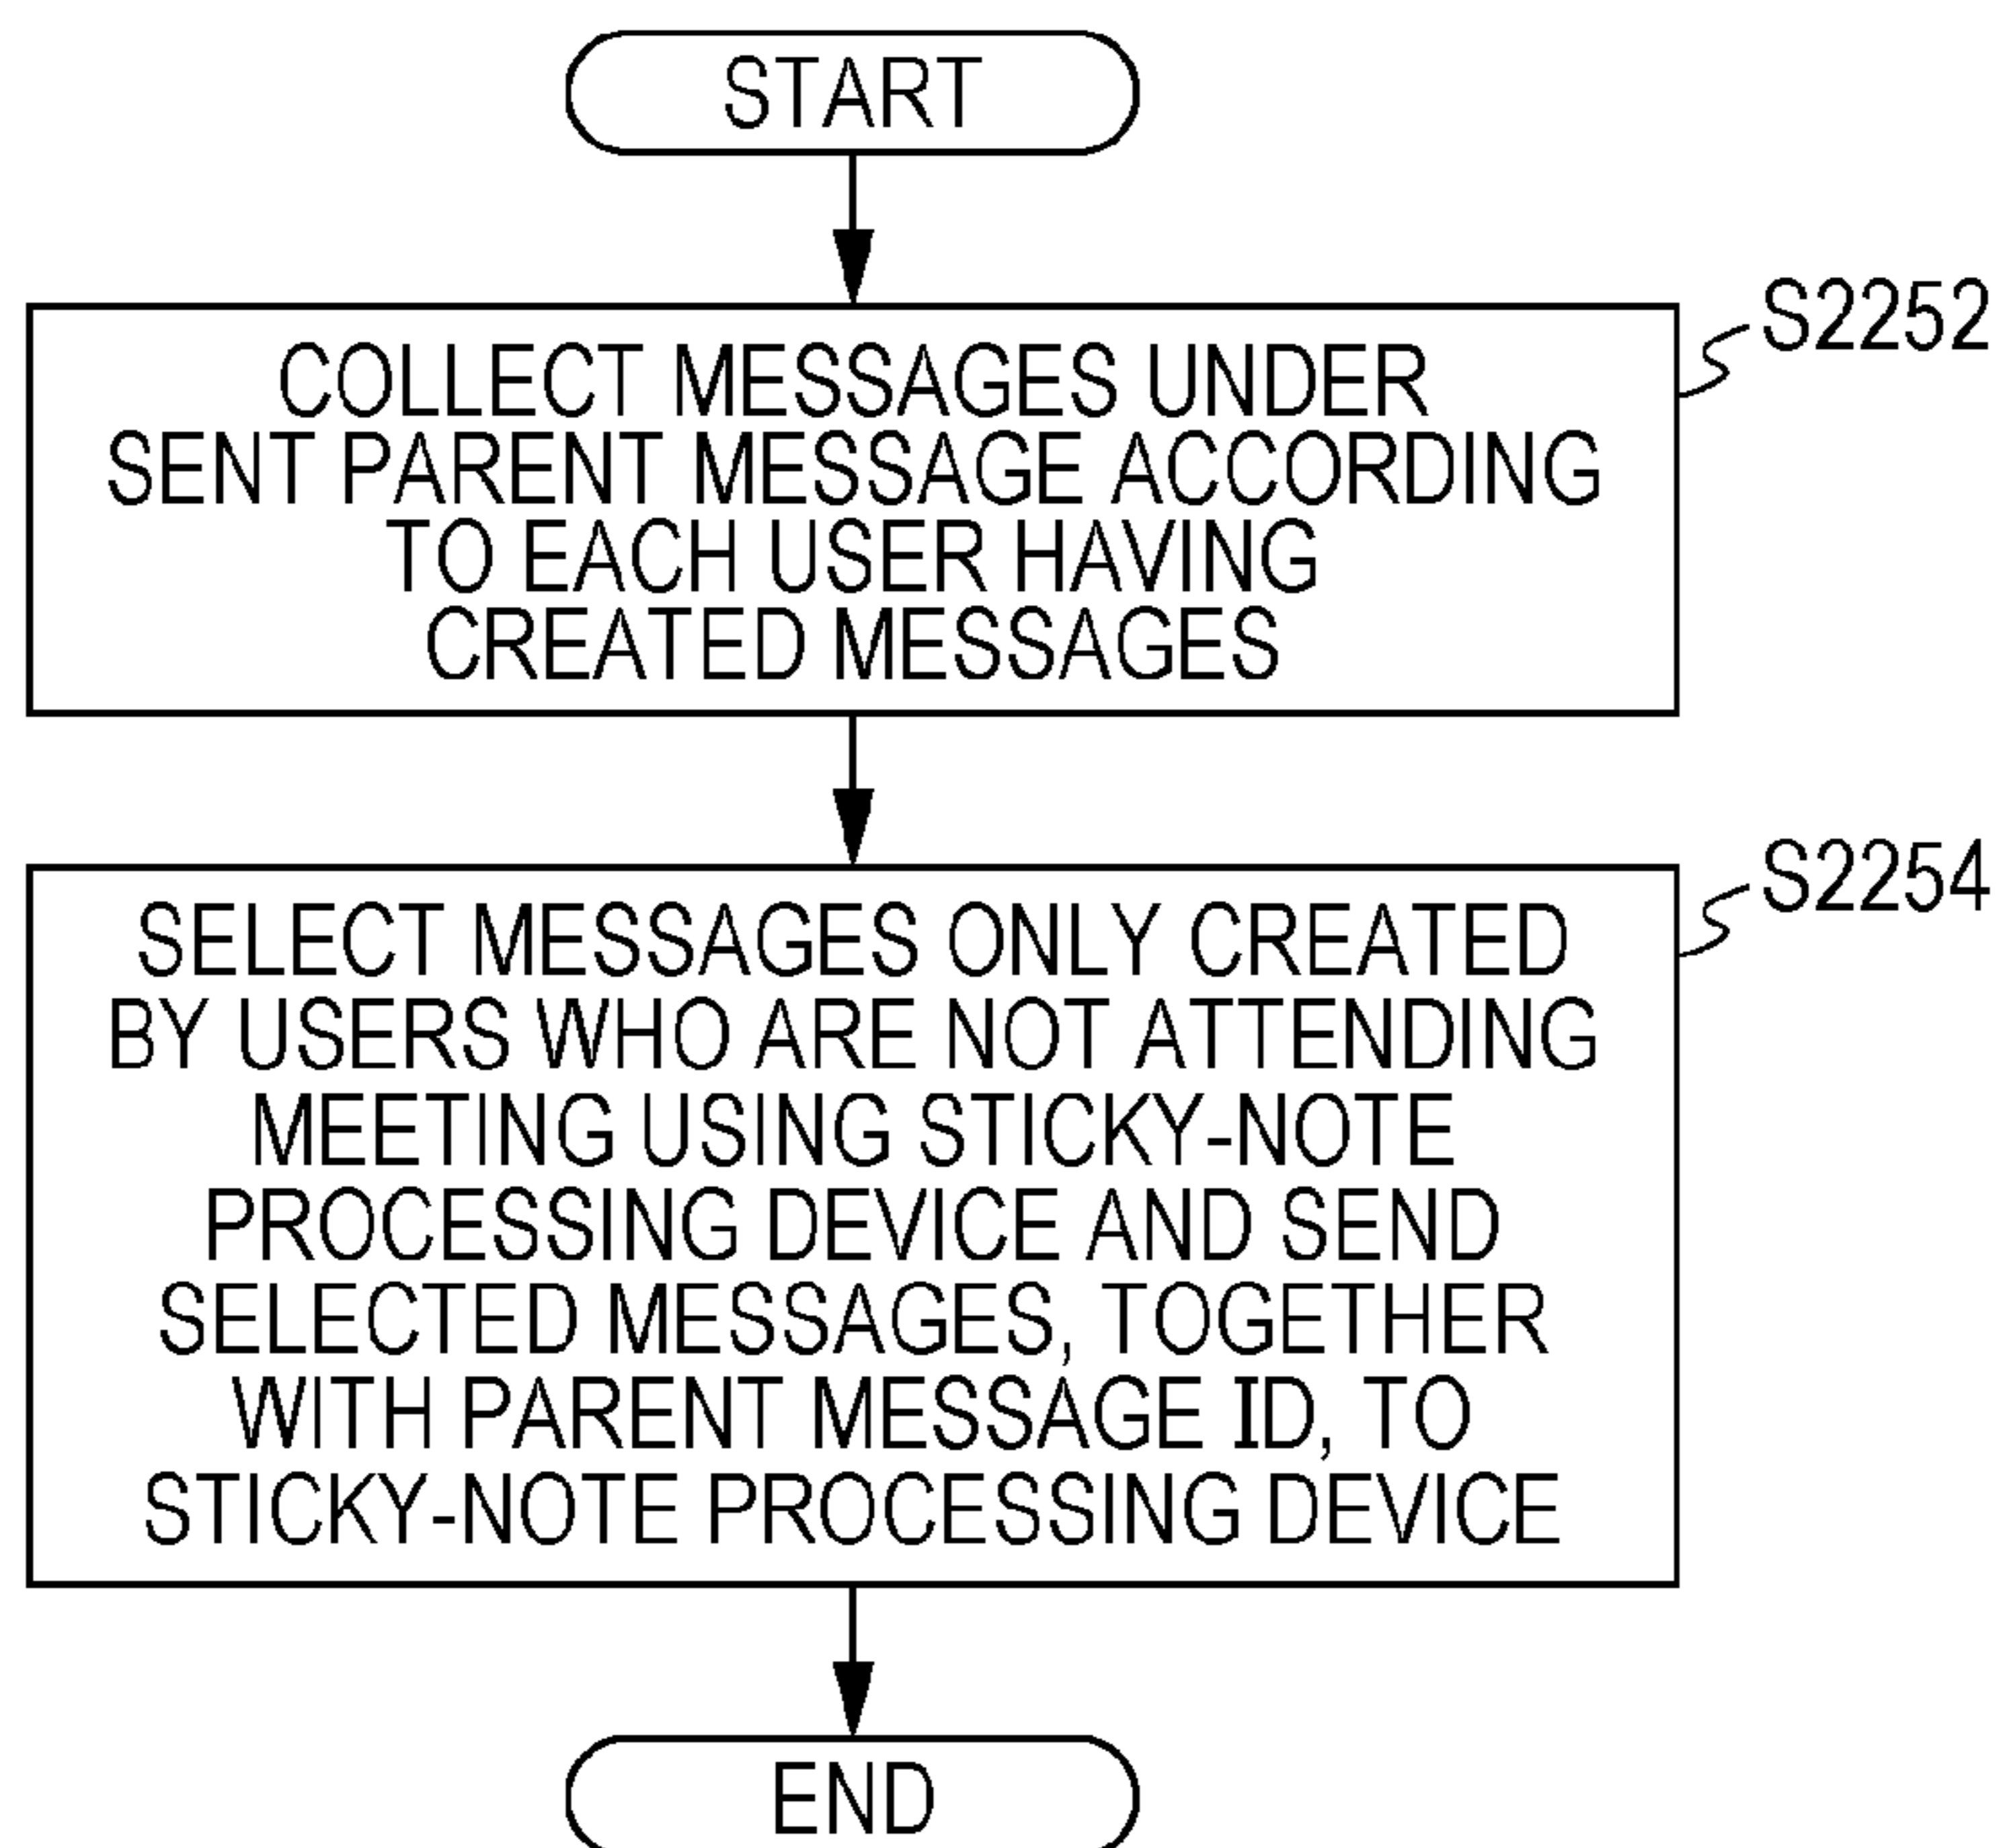 START
S2252
COLLECT MESSAGES UNDER
SENT PARENT MESSAGE ACCORDING
TO EACH USER HAVING
CREATED MESSAGES
S2254
SELECT MESSAGES ONLY CREATED
BY USERS WHO ARE NOT ATTENDING
MEETING USING STICKY-NOTE
PROCESSING DEVICE AND SEND
SELECTED MESSAGES, TOGETHER
WITH PARENT MESSAGE ID, TO
STICKY-NOTE PROCESSING DEVICE
END